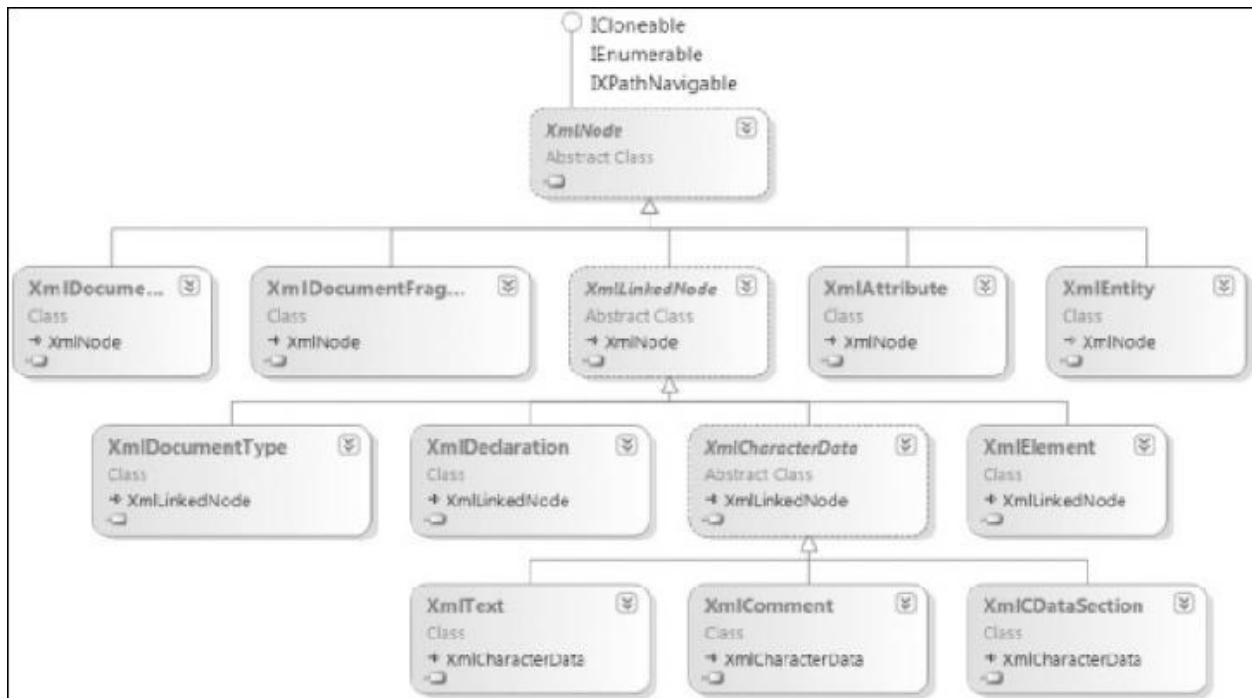 ICloneable
IEnumerable
IXPathNavigable
XmlNode
Abstract Class
XmlDocume...
Class
XmlNode
XmlDocumentFrag...
Class
XmlNode
XmlLinkedNode
Abstract Class
XmlNode
XmlAttribute
Class
XmlNode
XmlEntity
Class
XmlNode
XmlDocumentType
Class
XmlLinkedNode
XmlDeclaration
Class
XmlLinkedNode
XmlCharacterData
Abstract Class
XmlLinkedNode
XmlElement
Class
XmlLinkedNode
XmlText
Class
XmlCharacterData
XmlComment
Class
XmlCharacterData
XmlCDataSection
Class
XmlCharacterData